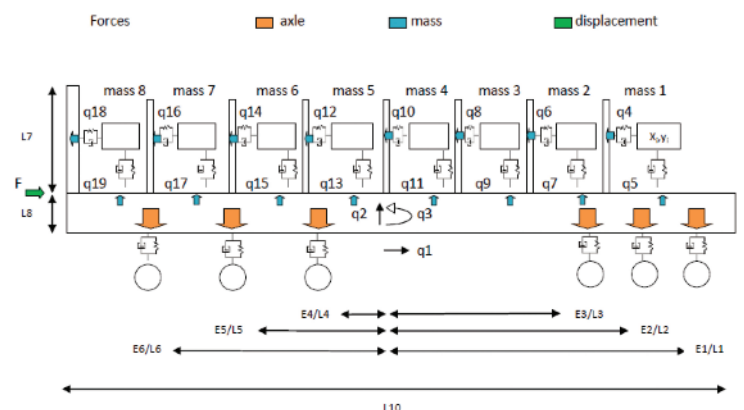 Forces axle mass displacement
mass 8 mass 7 mass 6 mass 5 mass 4 mass 3 mass 2 mass 1
q18 q16 q14 q12 q10 q8 q6 q4
L7
F
q19 q17 q15 q13 q11 q9 q7 q5
L8
q2 q3
q1
E4/L4 E3/L3
E5/L5 E2/L2
E6/L6 E1/L1
L10